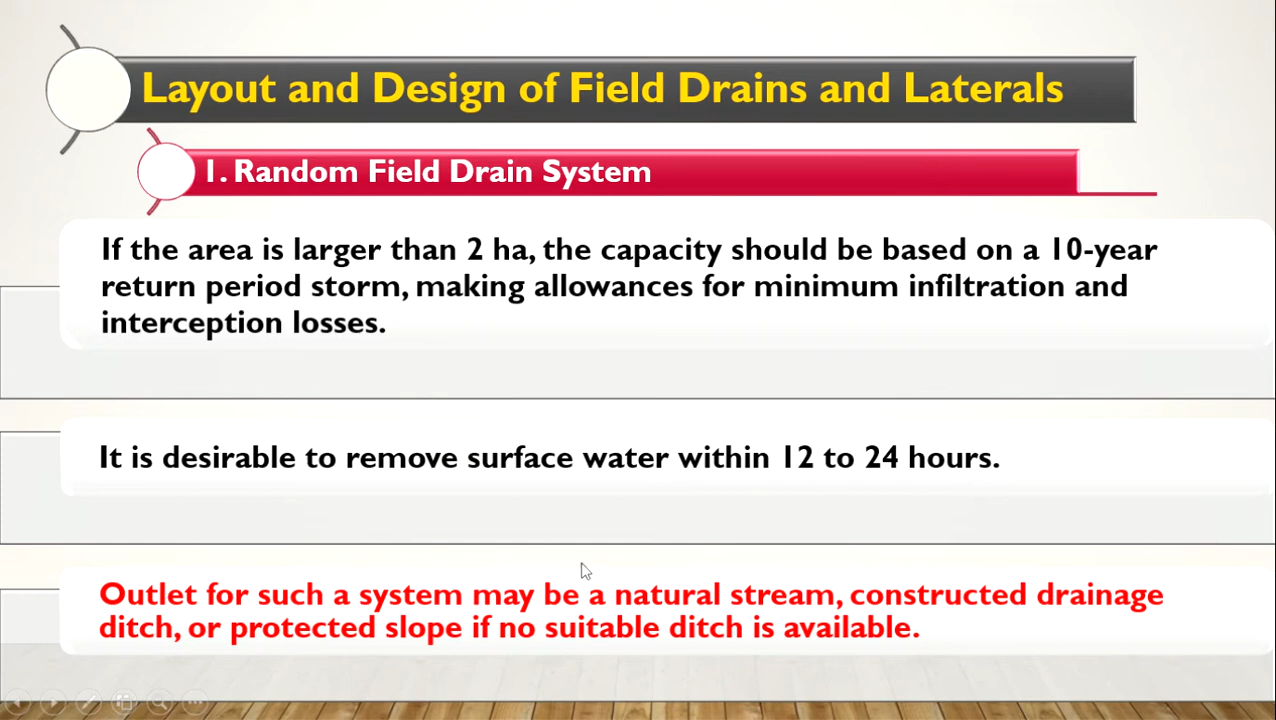 Layout and Design of Field Drains and Laterals
1. Random Field Drain System
If the area is larger than 2 ha, the capacity should be based on a 10-year
return period storm, making allowances for minimum infiltration and
interception losses.
It is desirable to remove surface water within 12 to 24 hours.
Outlet for such a system may be a natural stream, constructed drainage
ditch, or protected slope if no suitable ditch is available.